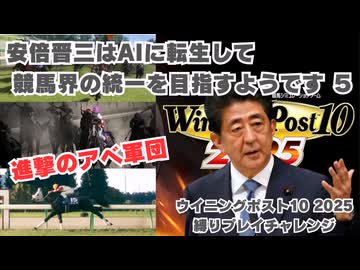 安倍晋三はAIに転生して
競馬界の統一を目指すようです 5
Winning Post 10
2025
進撃のアベ軍団
ウイニングポスト10 2025
縛りプレイチャレンジ